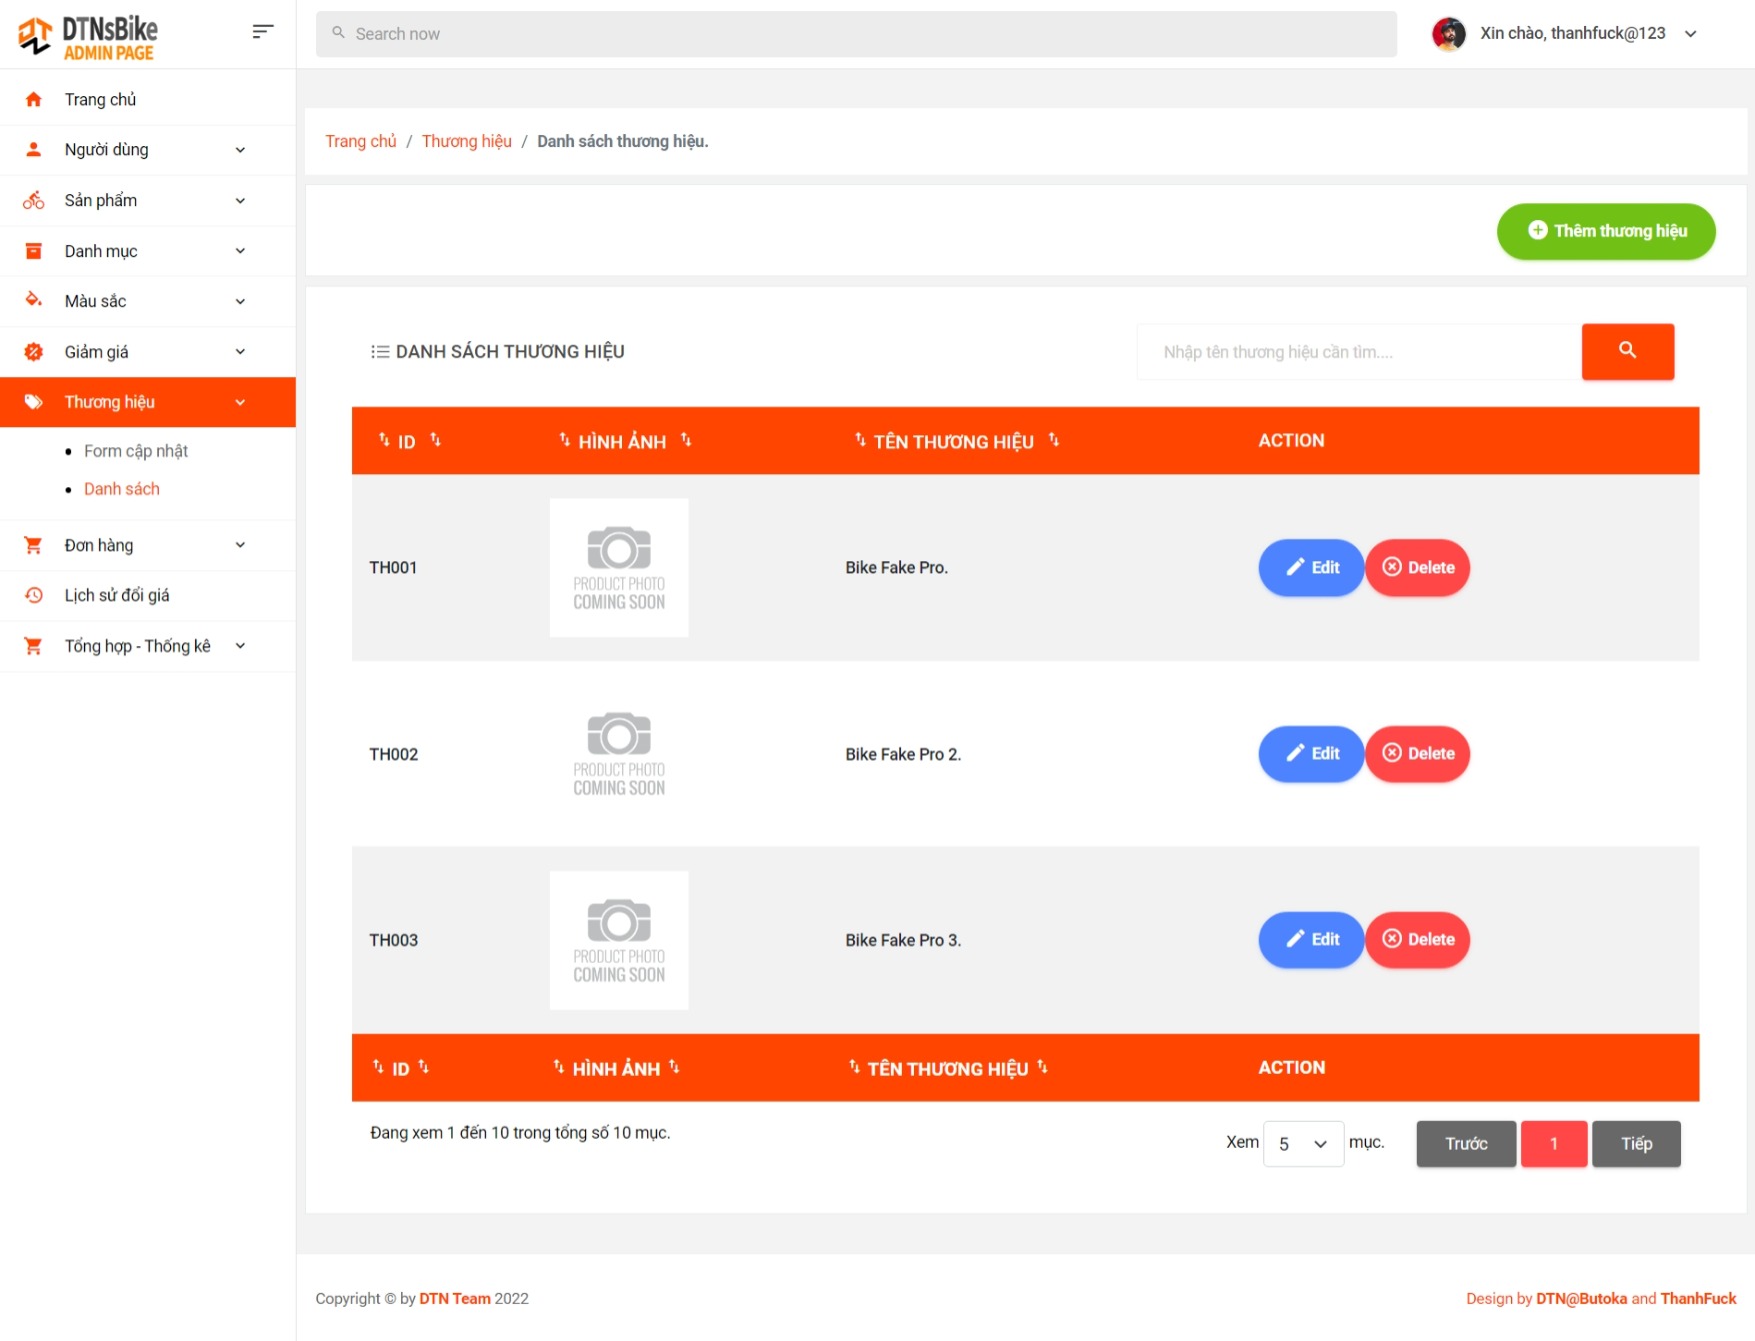 DTNsBike
ADMIN PAGE
Search now
Xin chào, thanhfuck@123
Trang chủ
Người dùng
Sản phẩm
Danh mục
Màu sắc
Giảm giá
Thương hiệu
Form cập nhật
Danh sách
Đơn hàng
Lịch sử đổi giá
Tổng hợp - Thống kê
Trang chủ / Thương hiệu / Danh sách thương hiệu.
Thêm thương hiệu
DANH SÁCH THƯƠNG HIỆU
Nhập tên thương hiệu cần tìm....
ID HÌNH ẢNH TÊN THƯƠNG HIỆU ACTION
PRODUCT PHOTO
COMING SOON
TH001 Bike Fake Pro. Edit Delete
PRODUCT PHOTO
COMING SOON
TH002 Bike Fake Pro 2. Edit Delete
PRODUCT PHOTO
COMING SOON
TH003 Bike Fake Pro 3. Edit Delete
ID HÌNH ẢNH TÊN THƯƠNG HIỆU ACTION
Đang xem 1 đến 10 trong tổng số 10 mục.
Xem 5 mục. Trước 1 Tiếp
Copyright © by DTN Team 2022
Design by DTN@Butoka and ThanhFuck